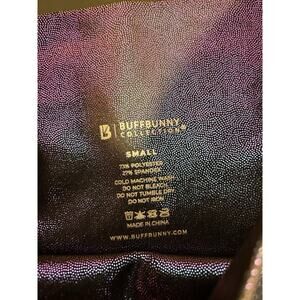 BUFFBUNNY
COLLECTION®
SMALL
73% POLYESTER
27% SPANDEX
COLD MACHINE WASH
DO NOT BLEACH
DO NOT TUMBLE DRY
DO NOT IRON
MADE IN CHINA
WWW.BUFFBUNNY.COM